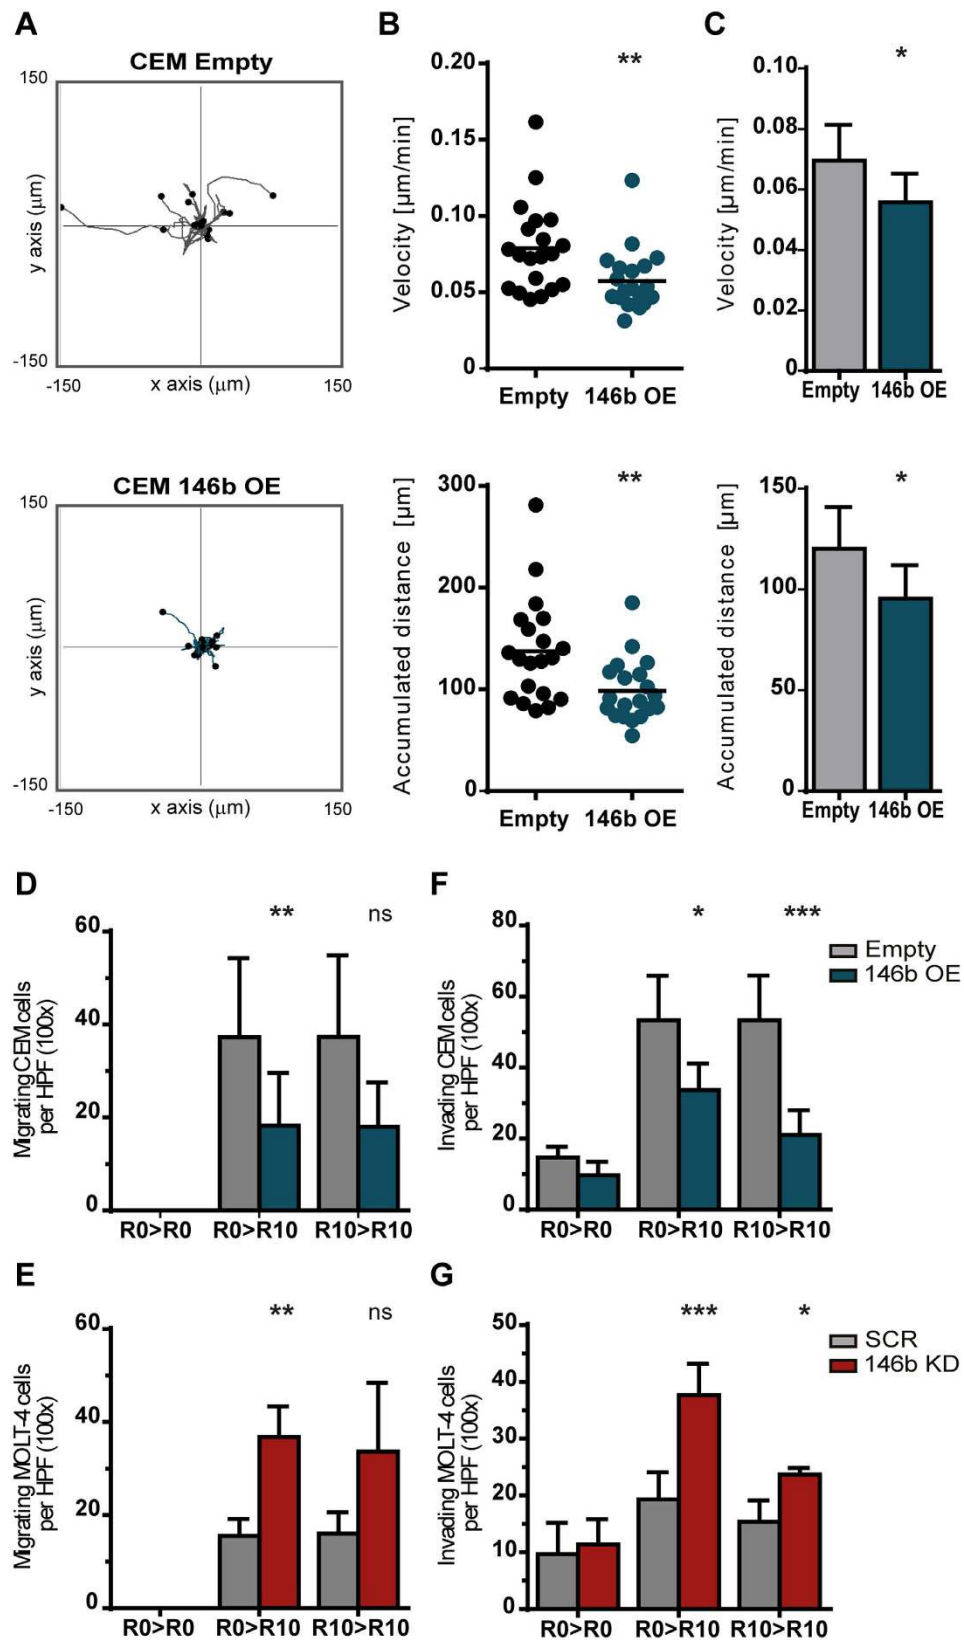 A
CEM Empty
150
y axis (µm)
-150
-150
x axis (µm)
150
CEM 146b OE
150
y axis (µm)
-150
-150
x axis (µm)
150
B
**
0.20
0.15
0.10
0.05
0
Velocity [µm/min]
Empty
146b OE
**
300
200
100
0
Accumulated distance [µm]
Empty
146b OE
C
*
0.10
0.08
0.06
0.04
0.02
0
Velocity [µm/min]
Empty
146b OE
*
150
100
50
0
Accumulated distance [µm]
Empty
146b OE
D
**
ns
60
40
20
0
Migrating CEM cells
per HPF (100x)
R0>R0
R0>R10
R10>R10
F
*
***
80
60
40
20
0
Invading CEM cells
per HPF (100x)
R0>R0
R0>R10
R10>R10
Empty
146b OE
E
**
ns
60
40
20
0
Migrating MOLT-4 cells
per HPF (100x)
R0>R0
R0>R10
R10>R10
G
***
*
50
40
30
20
10
0
Invading MOLT-4 cells
per HPF (100x)
R0>R0
R0>R10
R10>R10
SCR
146b KD